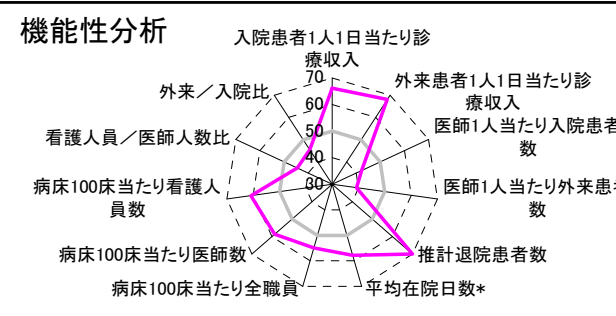 機能性分析
入院患者1人1日当たり診
療収入
外来患者1人1日当たり診
療収入
医師1人当たり入院患者
数
医師1人当たり外来患者
数
推計退院患者数
平均在院日数*
病床100床当たり全職員
病床100床当たり医師数
病床100床当たり看護人
員数
看護人員／医師人数比
外来／入院比
70
60
50
40
30